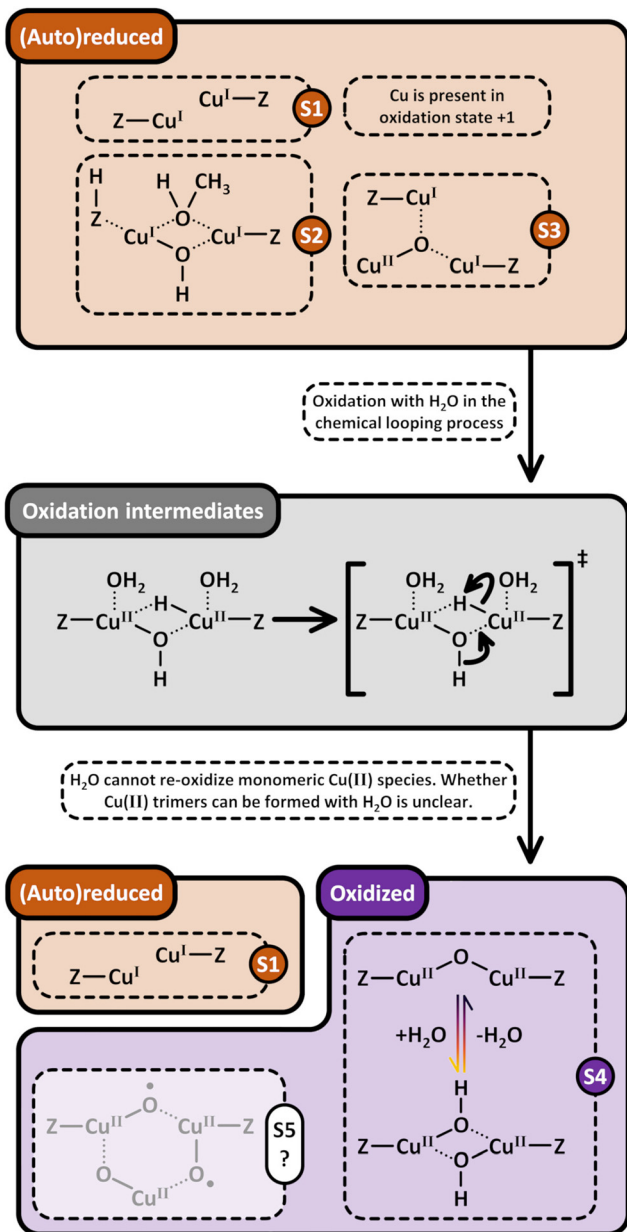 (Auto)reduced
Cu^I—Z
Z—Cu^I
S1
Cu is present in
oxidation state +1
H
H CH₃
Z O
Cu^I Cu^I—Z
O
H
S2
Z—Cu^I
O
Cu^II Cu^I—Z
S3
Oxidation with H₂O in the
chemical looping process
Oxidation intermediates
OH₂ OH₂
H
Z—Cu^II Cu^II—Z
O
H
‡
OH₂ OH₂
H
Z—Cu^II Cu^II—Z
O
H
H₂O cannot re-oxidize monomeric Cu(II) species. Whether
Cu(II) trimers can be formed with H₂O is unclear.
(Auto)reduced
Cu^I—Z
Z—Cu^I
S1
Oxidized
O
Z—Cu^II Cu^II—Z
+H₂O -H₂O
H
O
Z—Cu^II Cu^II—Z
O
H
S4
O•
Z—Cu^II Cu^II—Z
O O•
Cu^II
S5
?